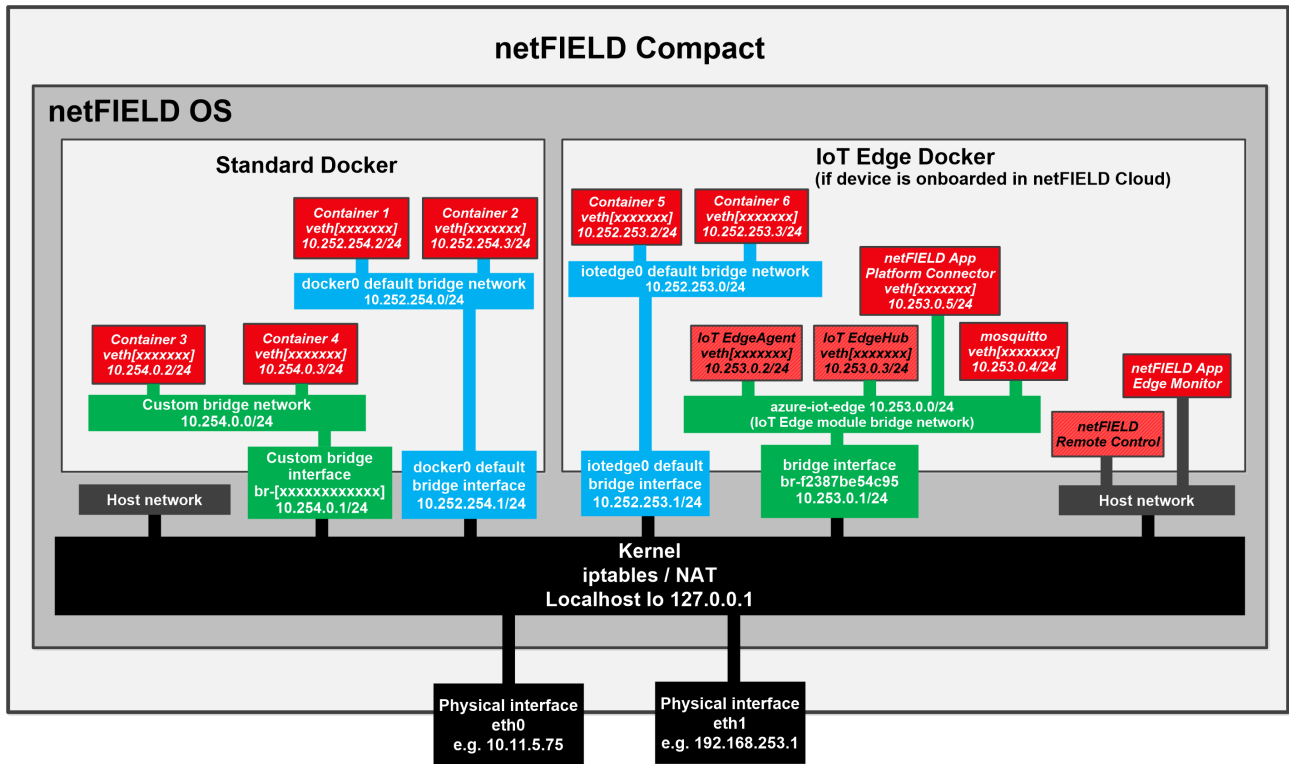 netFIELD Compact
netFIELD OS
Standard Docker
Container 1
veth[xxxxxxx]
10.252.254.2/24
Container 2
veth[xxxxxxx]
10.252.254.3/24
docker0 default bridge network
10.252.254.0/24
Container 3
veth[xxxxxxx]
10.254.0.2/24
Container 4
veth[xxxxxxx]
10.254.0.3/24
Custom bridge network
10.254.0.0/24
Host network
Custom bridge
interface
br-[xxxxxxxxxxxx]
10.254.0.1/24
docker0 default
bridge interface
10.252.254.1/24
IoT Edge Docker
(if device is onboarded in netFIELD Cloud)
Container 5
veth[xxxxxxx]
10.252.253.2/24
Container 6
veth[xxxxxxx]
10.252.253.3/24
iotedge0 default bridge network
10.252.253.0/24
netFIELD App
Platform Connector
veth[xxxxxxx]
10.253.0.5/24
IoT EdgeAgent
veth[xxxxxxx]
10.253.0.2/24
IoT EdgeHub
veth[xxxxxxx]
10.253.0.3/24
mosquitto
veth[xxxxxxx]
10.253.0.4/24
netFIELD App
Edge Monitor
azure-iot-edge 10.253.0.0/24
(IoT Edge module bridge network)
netFIELD
Remote Control
iotedge0 default
bridge interface
10.252.253.1/24
bridge interface
br-f2387be54c95
10.253.0.1/24
Host network
Kernel
iptables / NAT
Localhost lo 127.0.0.1
Physical interface
eth0
e.g. 10.11.5.75
Physical interface
eth1
e.g. 192.168.253.1